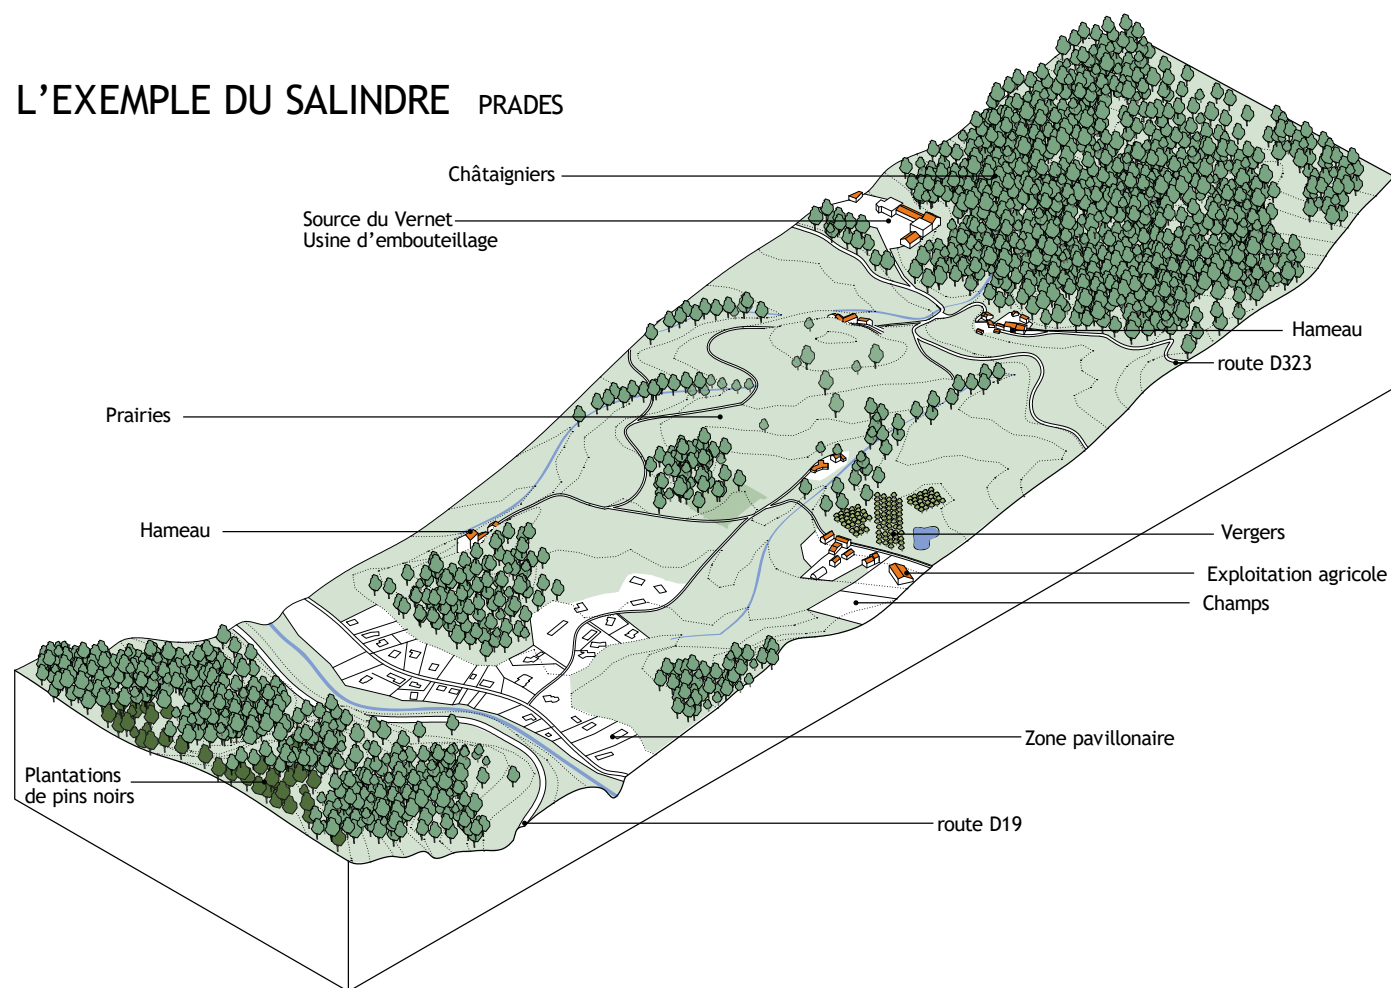 L'EXEMPLE DU SALINDRE PRADES
Châtaigniers
Source du Vernet
Usine d'embouteillage
Hameau
route D323
Prairies
Hameau
Vergers
Exploitation agricole
Champs
Zone pavillonaire
Plantations
de pins noirs
route D19